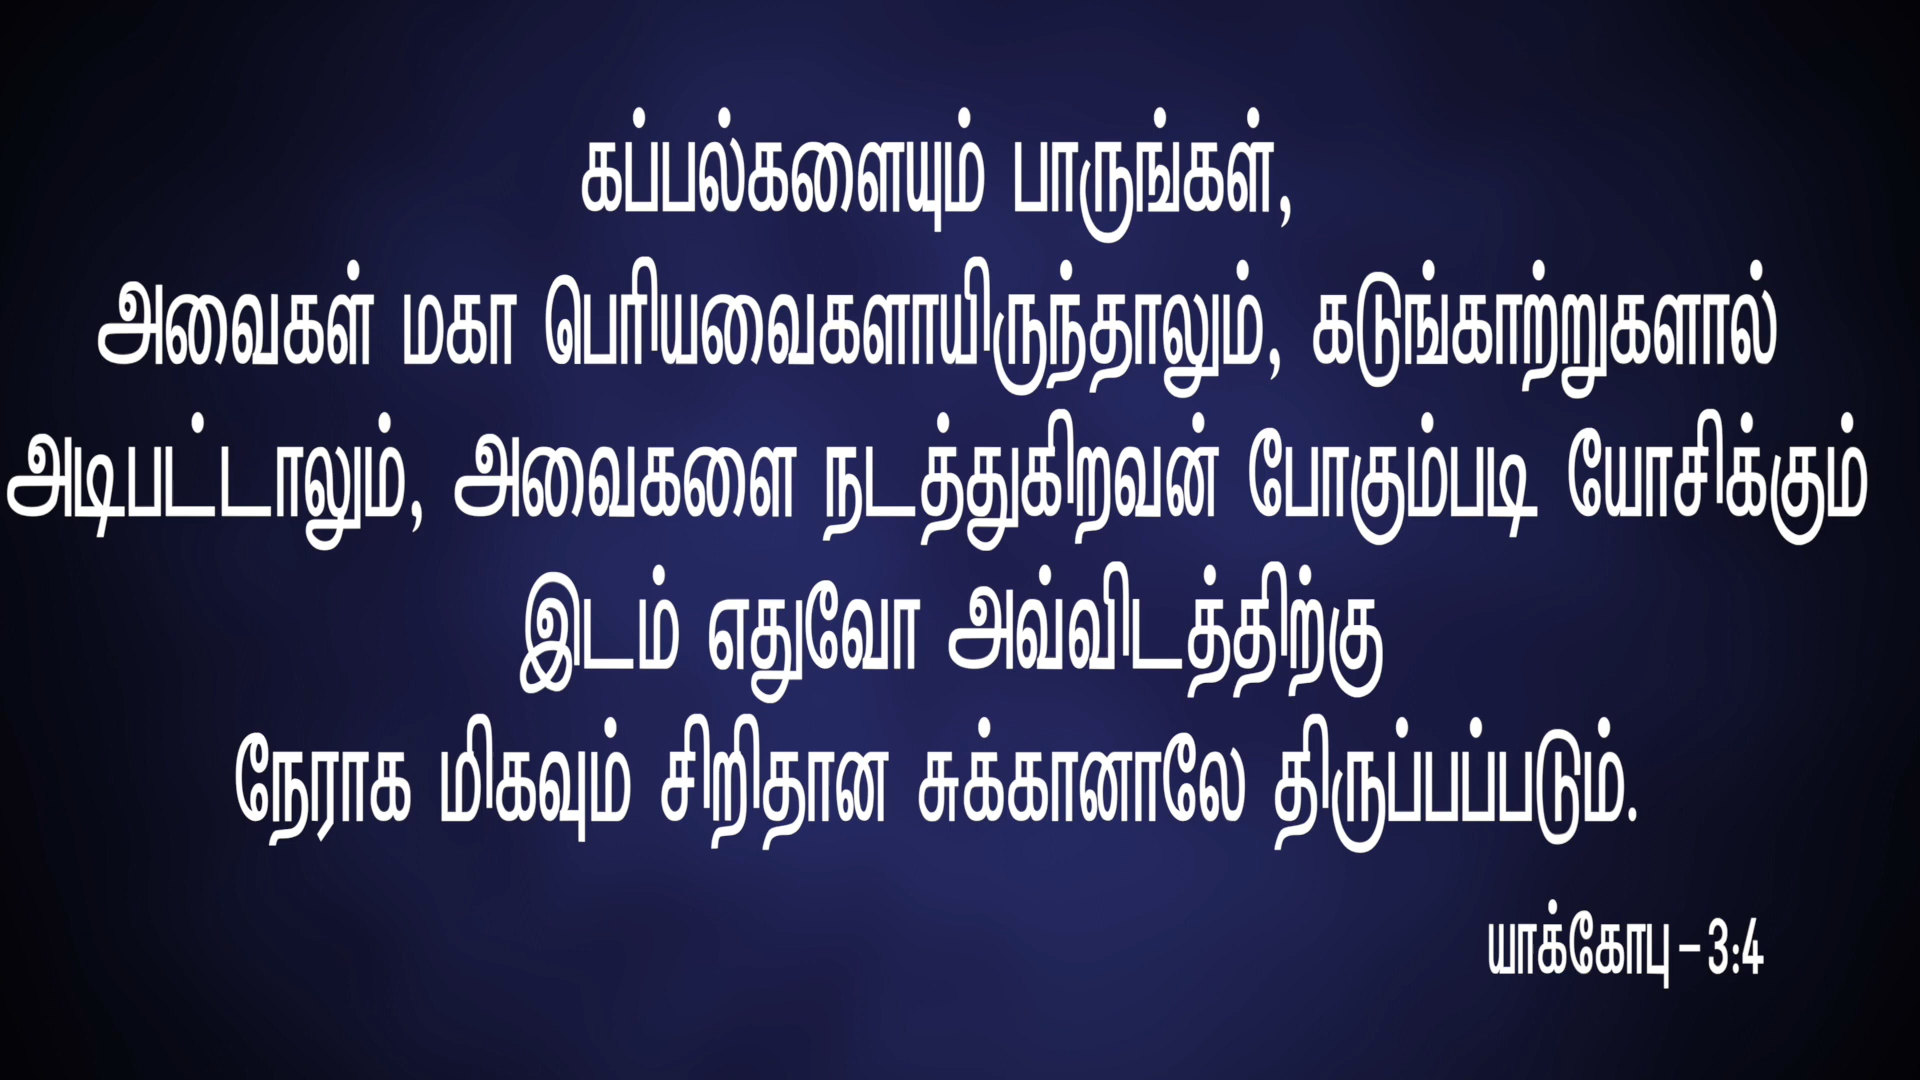 கப்பல்களையும் பாருங்கள்,
அவைகள் மகா பெரியவைகளாயிருந்தாலும், கடுங்காற்றுகளால்
அடிபட்டாலும், அவைகளை நடத்துகிறவன் போகும்படி யோசிக்கும்
இடம் எதுவோ அவ்விடத்திற்கு
நேராக மிகவும் சிறிதான சுக்கானாலே திருப்பப்படும்.
யாக்கோபு – 3:4